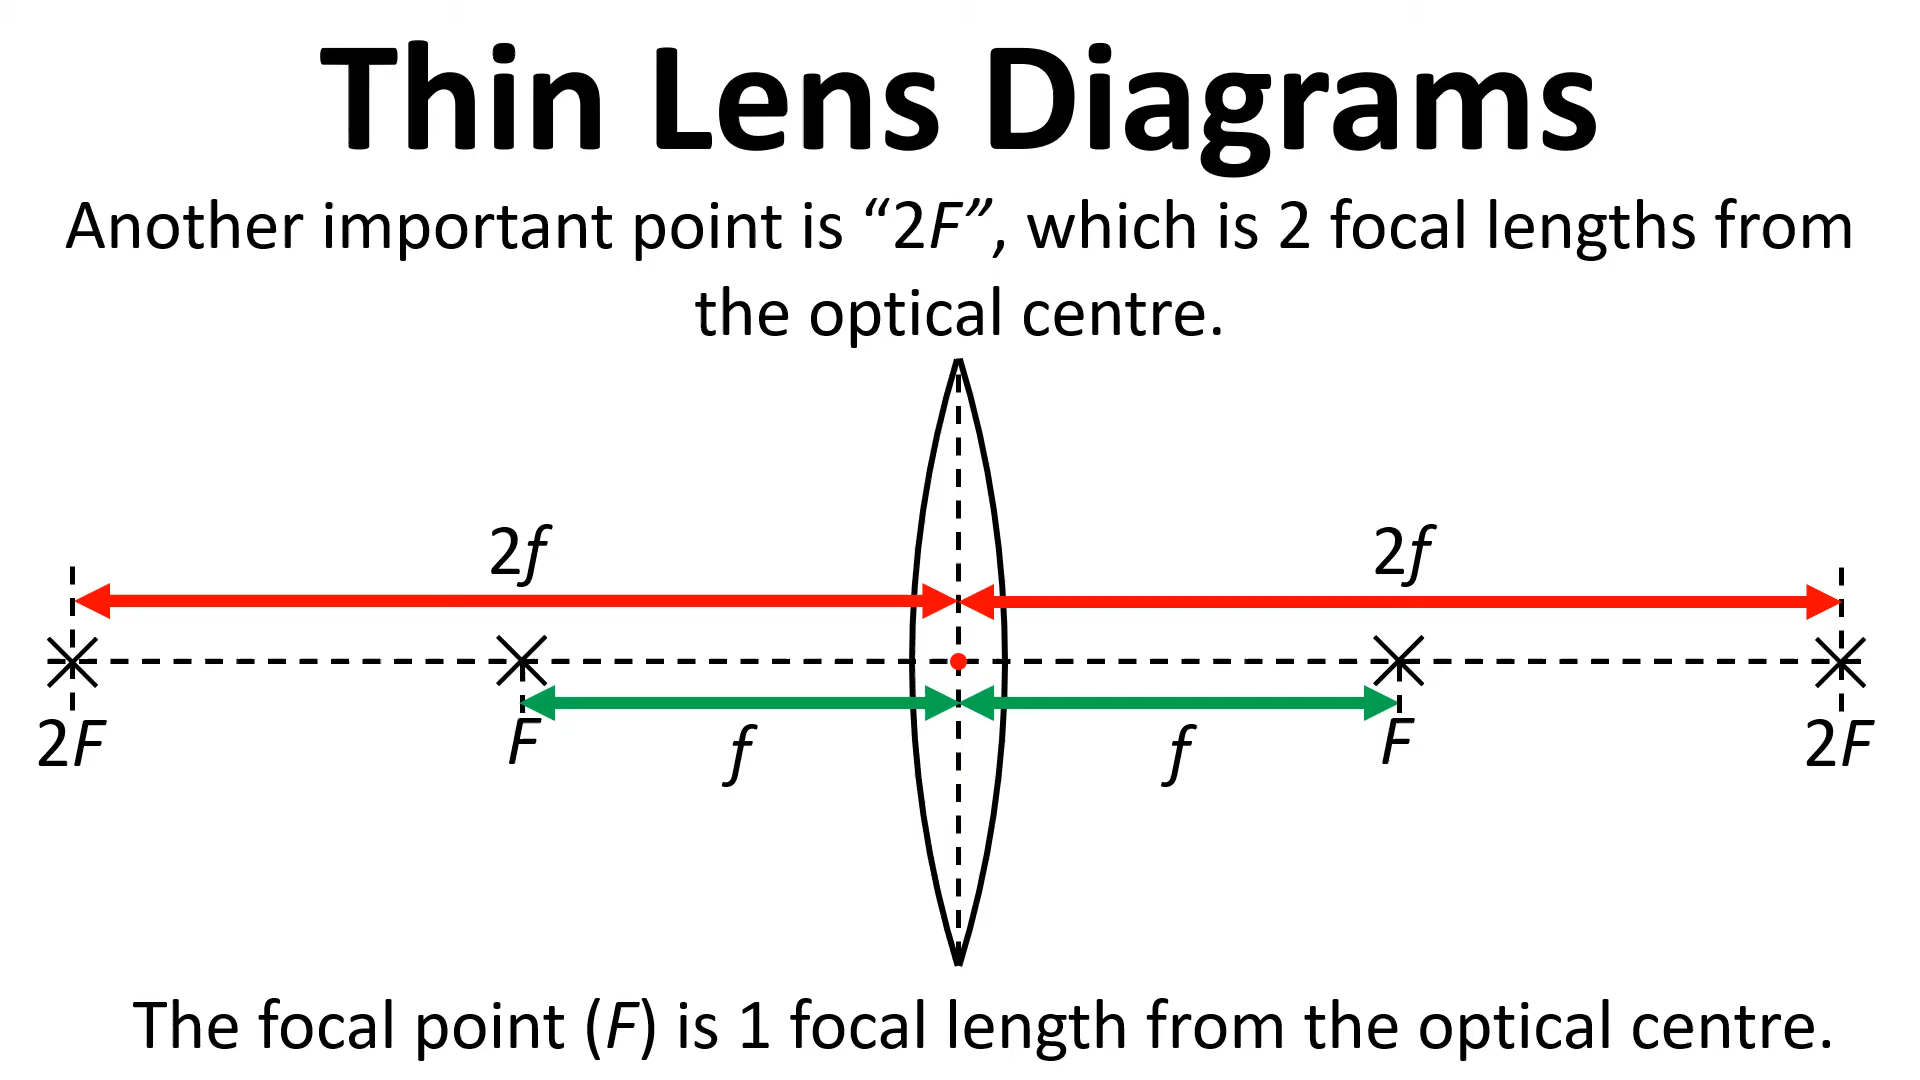 Thin Lens Diagrams
Another important point is “2F”, which is 2 focal lengths from
the optical centre.
2f 2f
2F F f f F 2F
The focal point (F) is 1 focal length from the optical centre.